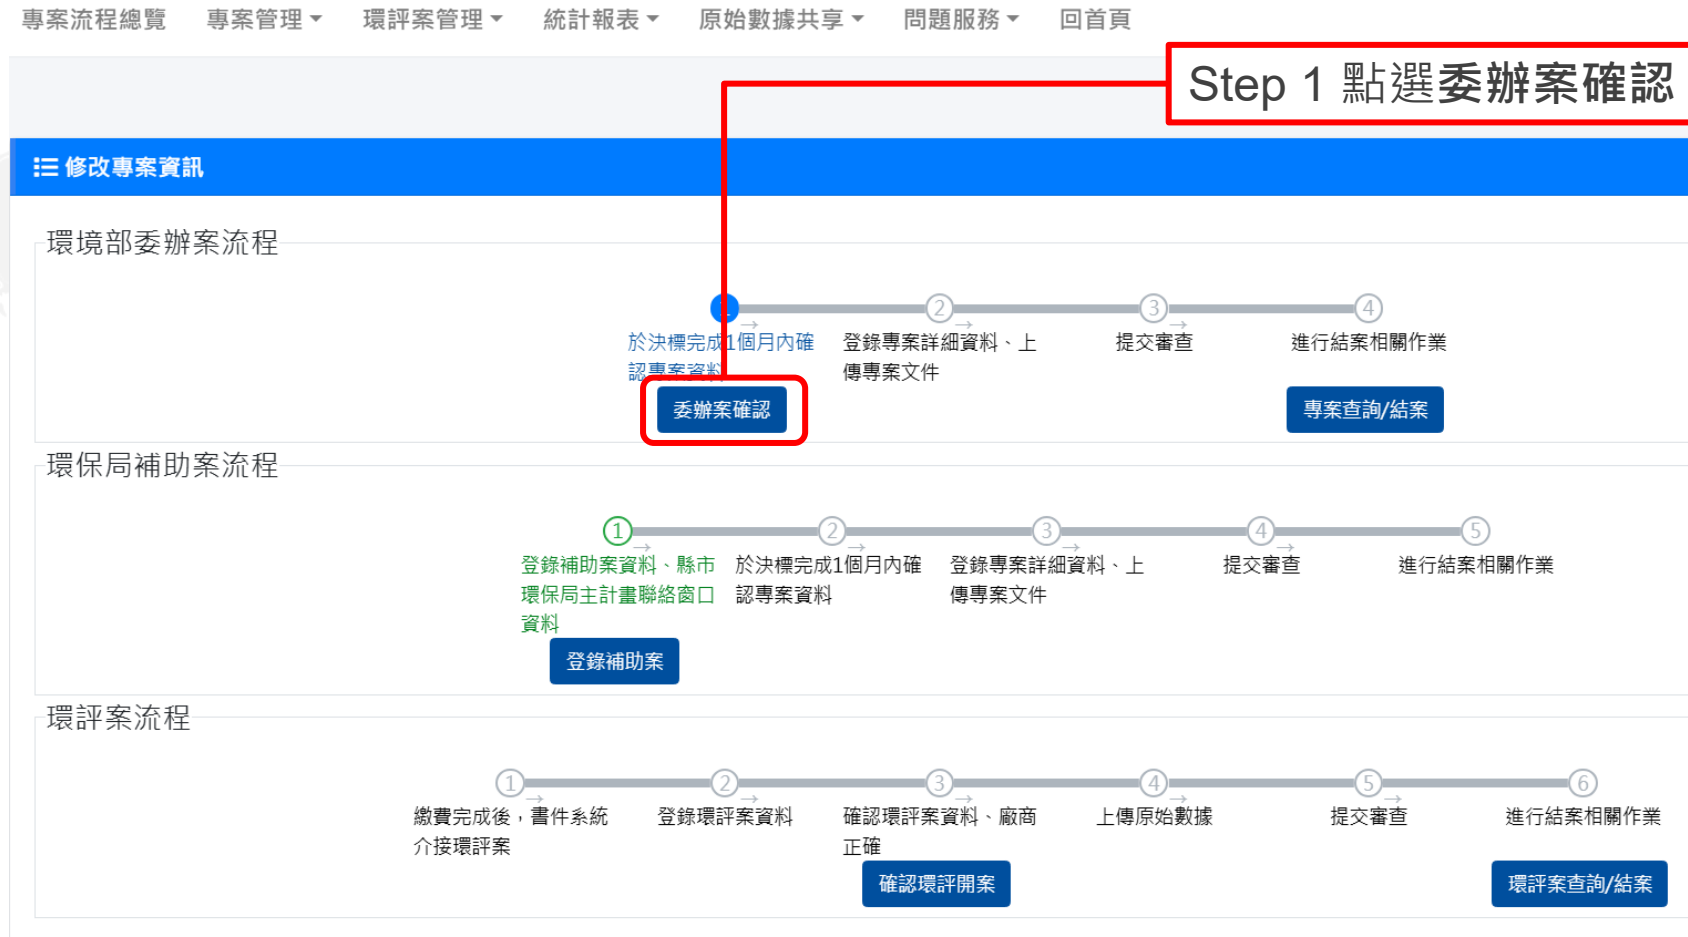 專案流程總覽 專案管理 環評案管理 統計報表 原始數據共享 問題服務 回首頁
Step 1 點選委辦案確認
修改專案資訊
環境部委辦案流程
1 2 3 4
→ → →
於決標完成1個月內確
認專案資料
登錄專案詳細資料、上
傳專案文件
提交審查
進行結案相關作業
委辦案確認
專案查詢/結案
環保局補助案流程
1 2 3 4 5
→ → → →
登錄補助案資料、縣市
環保局主計畫聯絡窗口
資料
於決標完成1個月內確
認專案資料
登錄專案詳細資料、上
傳專案文件
提交審查
進行結案相關作業
登錄補助案
環評案流程
1 2 3 4 5 6
→ → → → →
繳費完成後，書件系統
介接環評案
登錄環評案資料
確認環評案資料、廠商
正確
上傳原始數據
提交審查
進行結案相關作業
確認環評開案
環評案查詢/結案